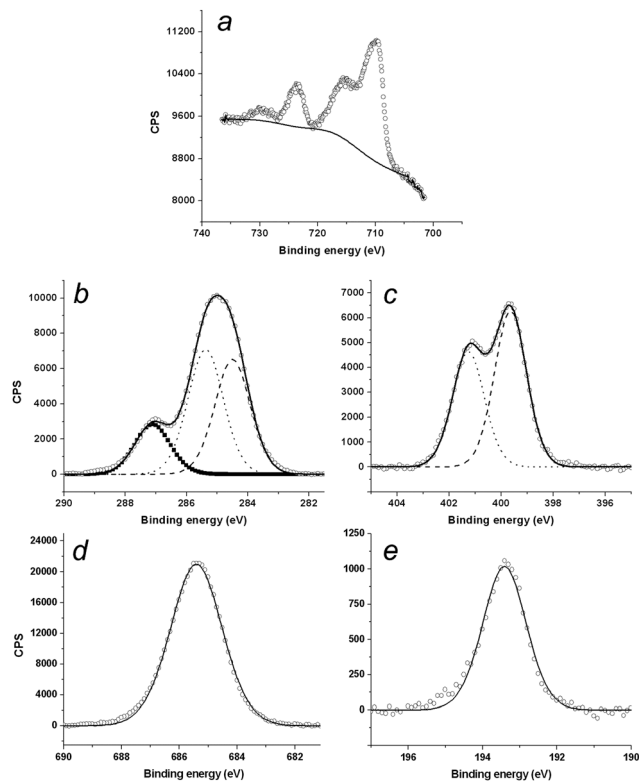 a
11200
10400
9600
8800
8000
CPS
740 730 720 710 700
Binding energy (eV)
b
10000
8000
6000
4000
2000
0
CPS
290 288 286 284 282
Binding energy (eV)
c
7000
6000
5000
4000
3000
2000
1000
0
404 402 400 398 396
Binding energy (eV)
d
24000
20000
16000
12000
8000
4000
0
CPS
690 688 686 684 682
Binding energy (eV)
e
1250
1000
750
500
250
0
196 194 192 190
Binding energy (eV)